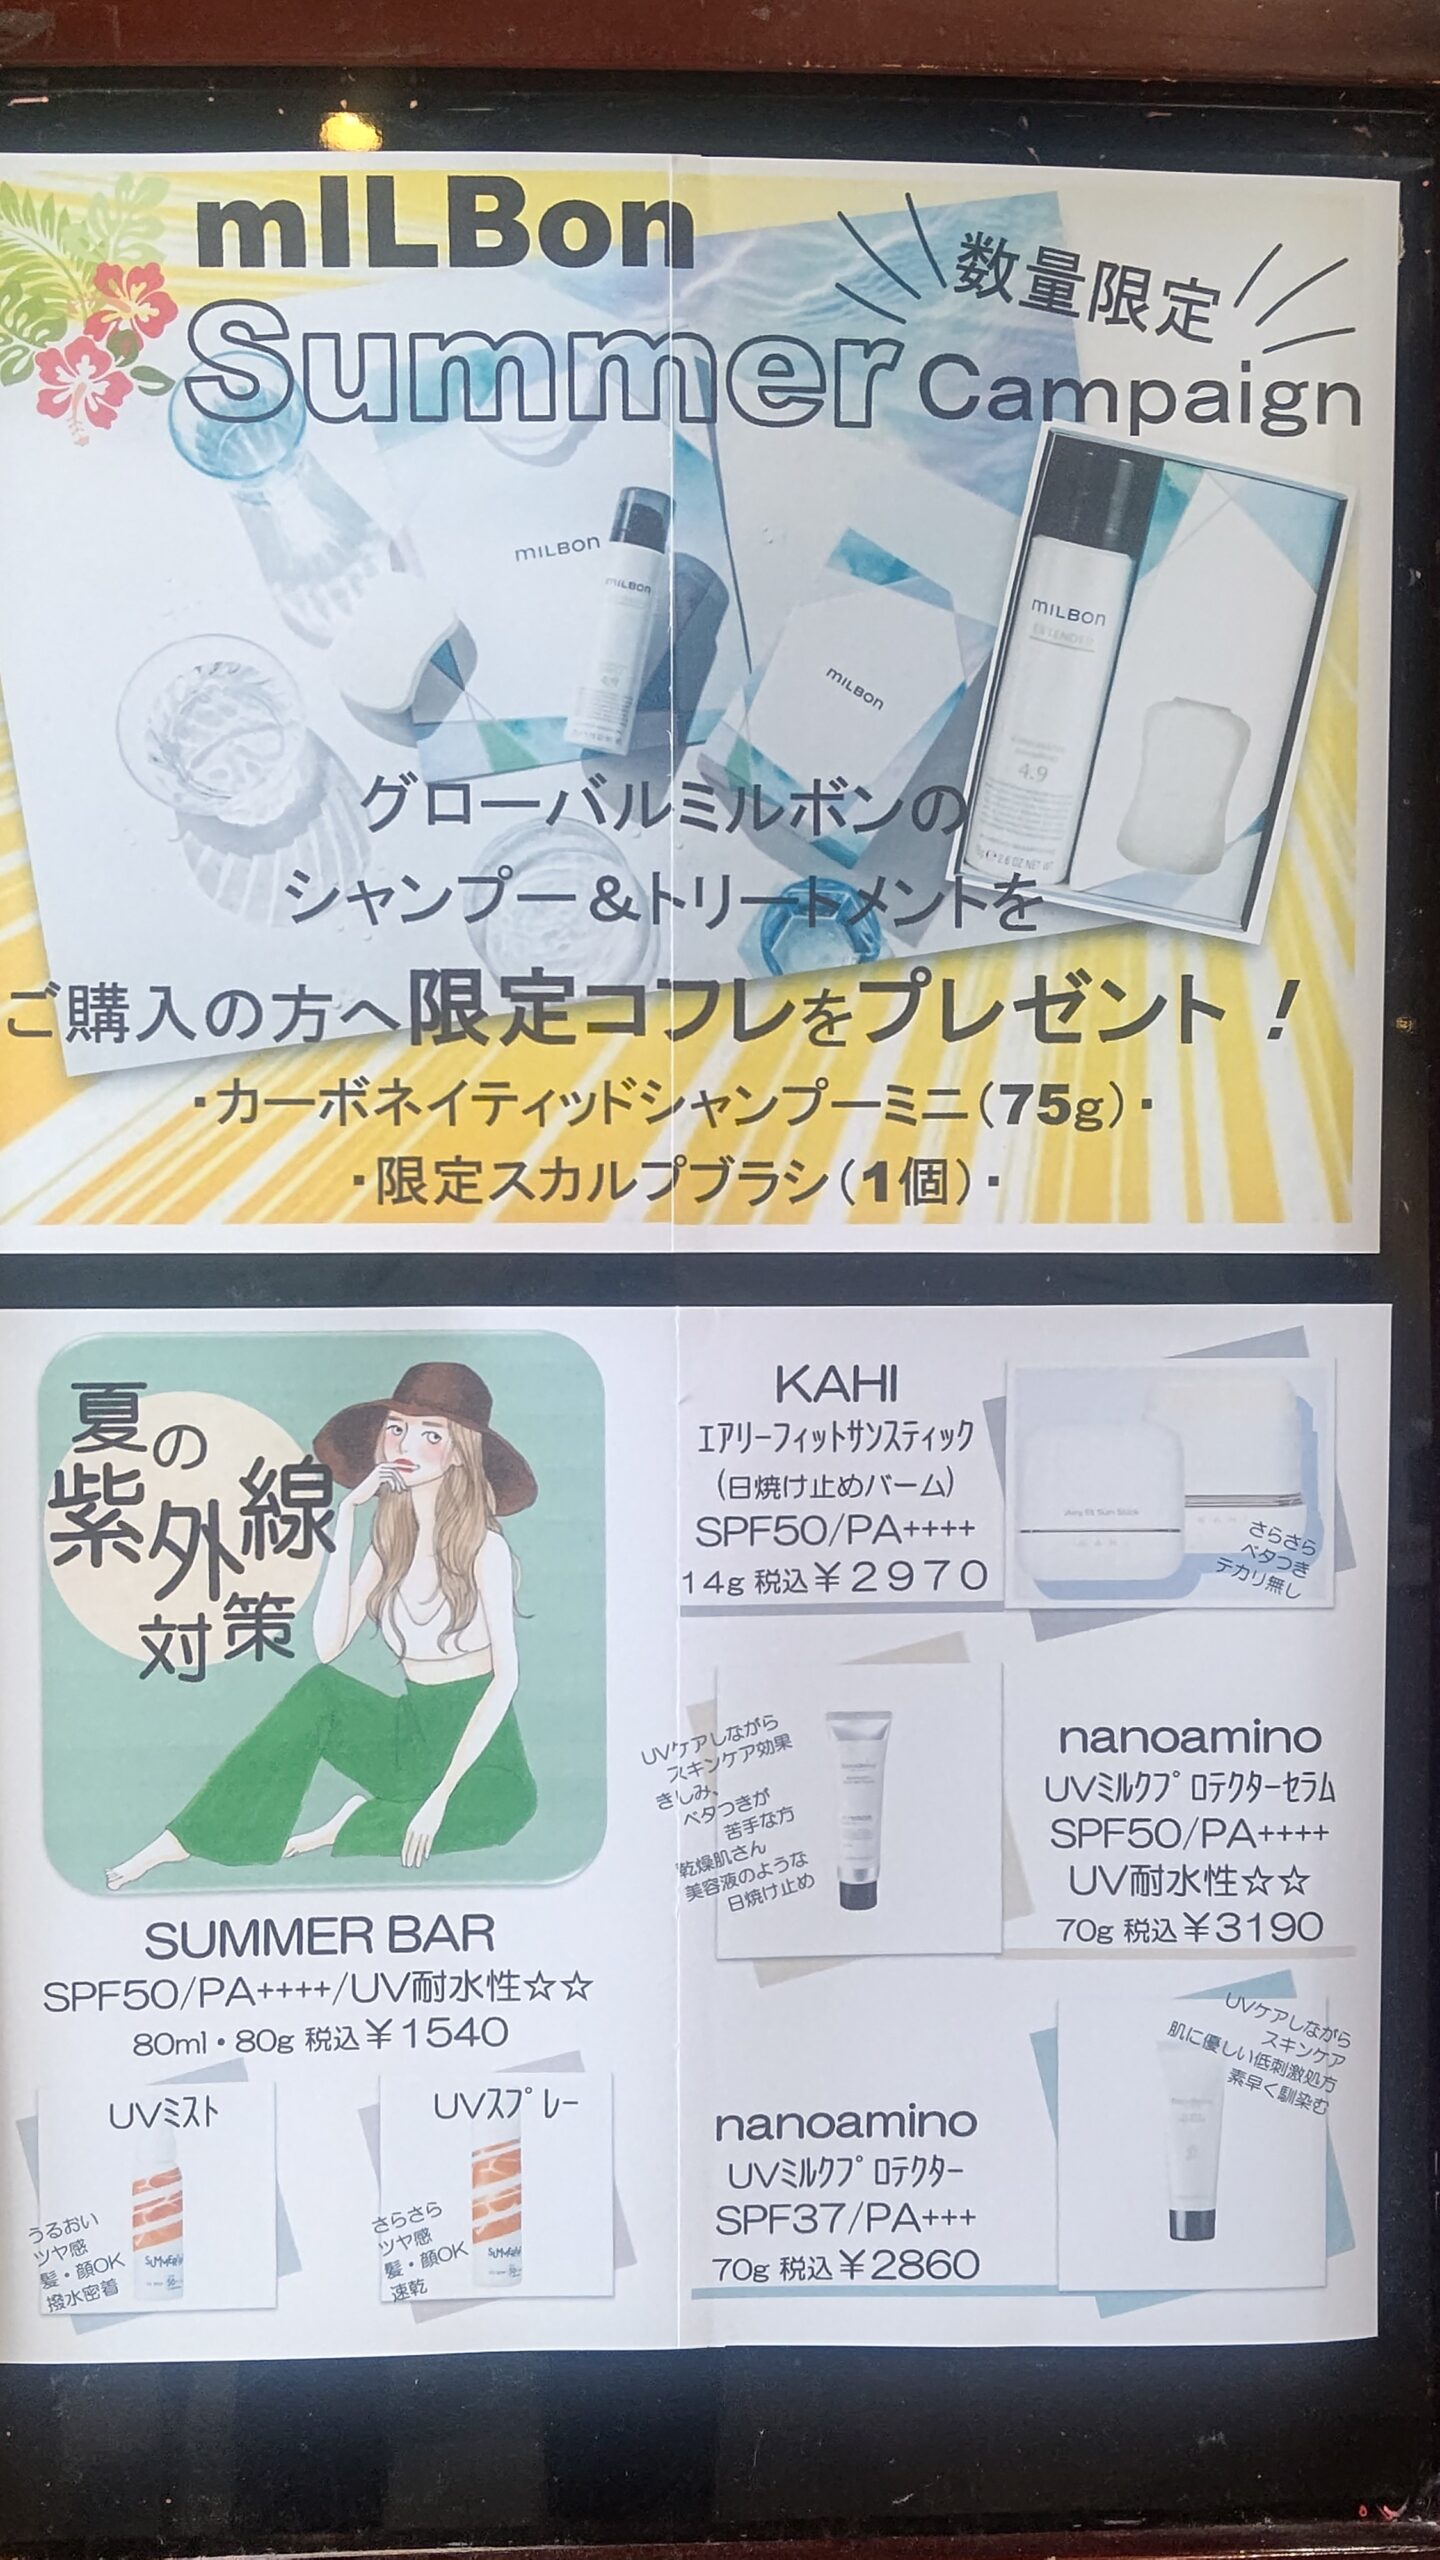 mILBon
数量限定
Summer Campaign
MILBON
MILBON
MILBON
MILBON
EXTENDER
4.9
グローバルミルボンの
シャンプー＆トリートメントを
ご購入の方へ限定コフレをプレゼント！
・カーボネイティッドシャンプーミニ（75g）・
・限定スカルプブラシ（1個）・
夏の
紫外線
対策
SUMMER BAR
SPF50/PA++++/UV耐水性☆☆
80ml・80g 税込￥1540
UVミスト
うるおい
ツヤ感
髪・顔OK
撥水密着
UVスプレー
さらさら
ツヤ感
髪・顔OK
速乾
KAHI
エアリーフィットサンスティック
(日焼け止めバーム)
SPF50/PA++++
14g 税込￥2970
Airy Fit Sun Stick
KAHI
さらさら
ベタつき
テカリ無し
UVケアしながら
スキンケア効果
きしみ、
ベタつきが
苦手な方
乾燥肌さん
美容液のような
日焼け止め
nanoamino
UVミルクプロテクターセラム
SPF50/PA++++
UV耐水性☆☆
70g 税込￥3190
nanoamino
UVミルクプロテクター
SPF37/PA+++
70g 税込￥2860
UVケアしながら
スキンケア
肌に優しい低刺激処方
素早く馴染む